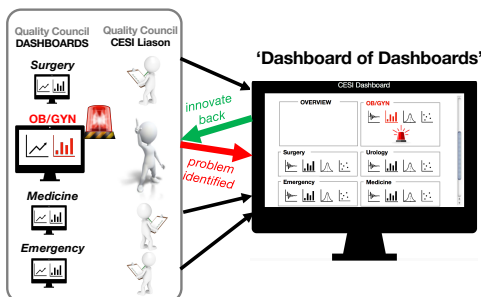 Quality Council
DASHBOARDS
Quality Council
CESI Liason
Surgery
OB/GYN
Medicine
Emergency
innovate
back
problem
identified
'Dashboard of Dashboards'
CESI Dashboard
OVERVIEW
OB/GYN
Surgery
Urology
Emergency
Medicine